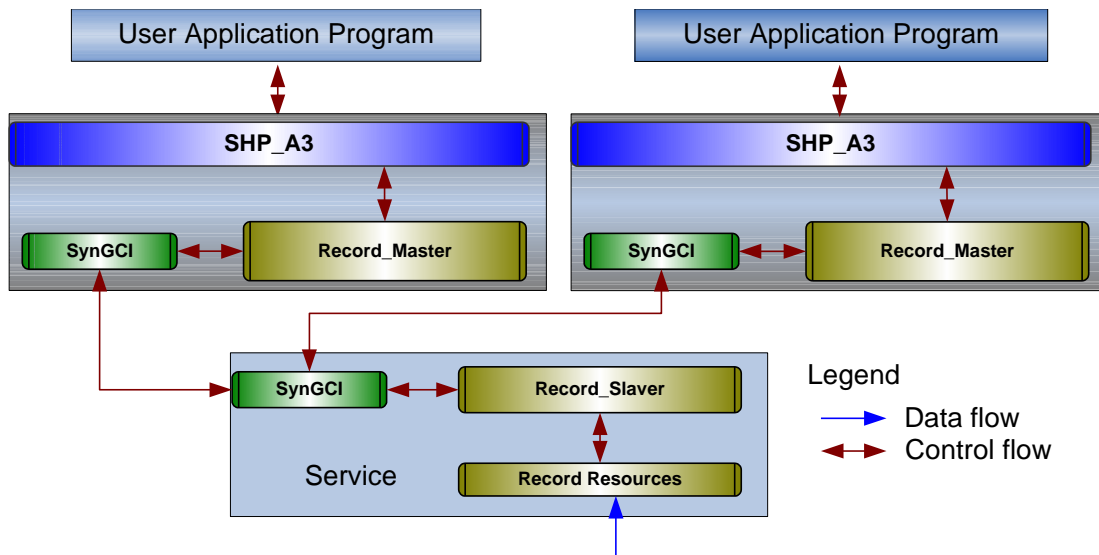 User Application Program
User Application Program
SHP_A3
SHP_A3
SynGCI
Record_Master
SynGCI
Record_Master
SynGCI
Record_Slaver
Legend
Data flow
Control flow
Service
Record Resources